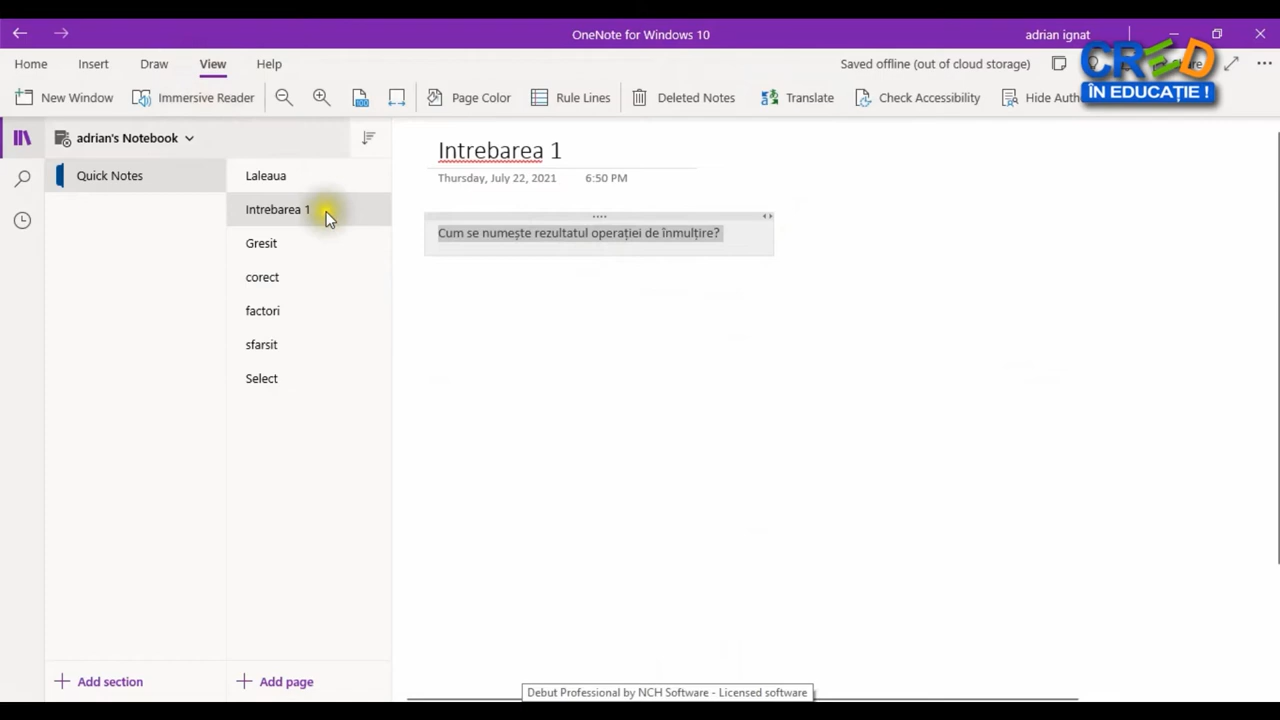 OneNote for Windows 10
adrian ignat
Home
Insert
Draw
View
Help
Saved offline (out of cloud storage)
CRED
ÎN EDUCAȚIE !
New Window
Immersive Reader
Page Color
Rule Lines
Deleted Notes
Translate
Check Accessibility
Hide Auth
adrian's Notebook
Quick Notes
Laleaua
Intrebarea 1
Gresit
corect
factori
sfarsit
Select
Intrebarea 1
Thursday, July 22, 2021
6:50 PM
Cum se numește rezultatul operației de înmulțire?
Add section
Add page
Debut Professional by NCH Software - Licensed software